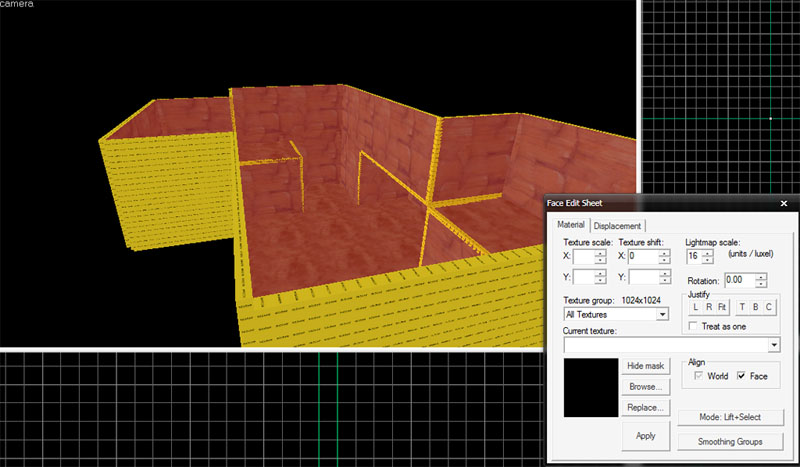 camera
Face Edit Sheet
Material Displacement
Texture scale: Texture shift: Lightmap scale:
X: X: 0 16 (units / luxel)
Y: Y: Rotation: 0.00
Texture group: 1024x1024 Justify
All Textures L R Fit T B C
Treat as one
Current texture:
Hide mask Align
Browse... World Face
Replace... Mode: Lift+Select
Apply Smoothing Groups